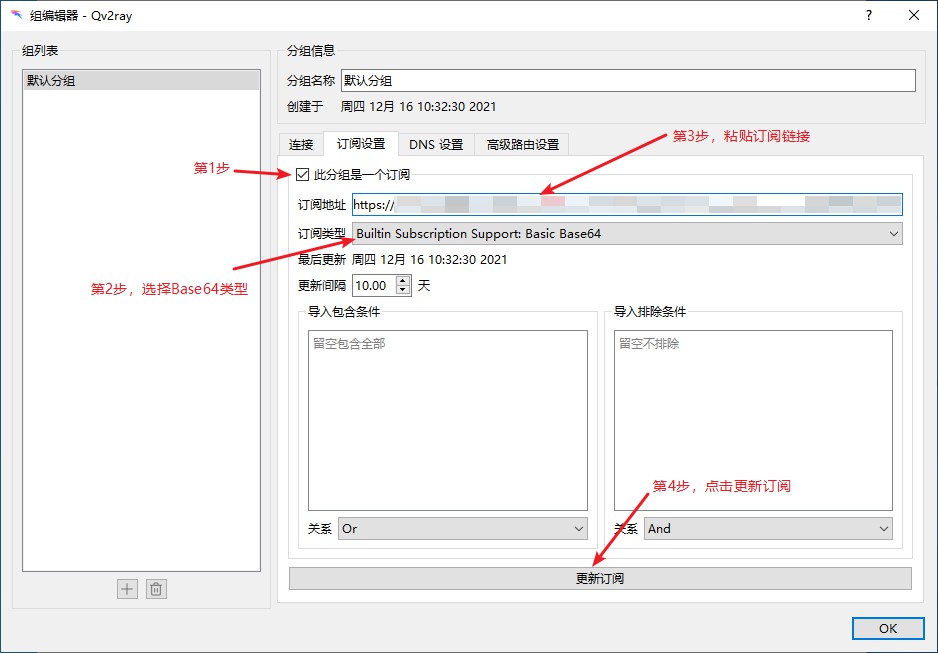 组编辑器 - Qv2ray
?
组列表
默认分组
分组信息
分组名称 默认分组
创建于 周四 12月 16 10:32:30 2021
连接 订阅设置 DNS 设置 高级路由设置
第3步，粘贴订阅链接
第1步
此分组是一个订阅
订阅地址 https://
订阅类型 Builtin Subscription Support: Basic Base64
最后更新 周四 12月 16 10:32:30 2021
第2步，选择Base64类型
更新间隔 10.00 天
导入包含条件 导入排除条件
留空包含全部 留空不排除
第4步，点击更新订阅
关系 Or 关系 And
更新订阅
OK